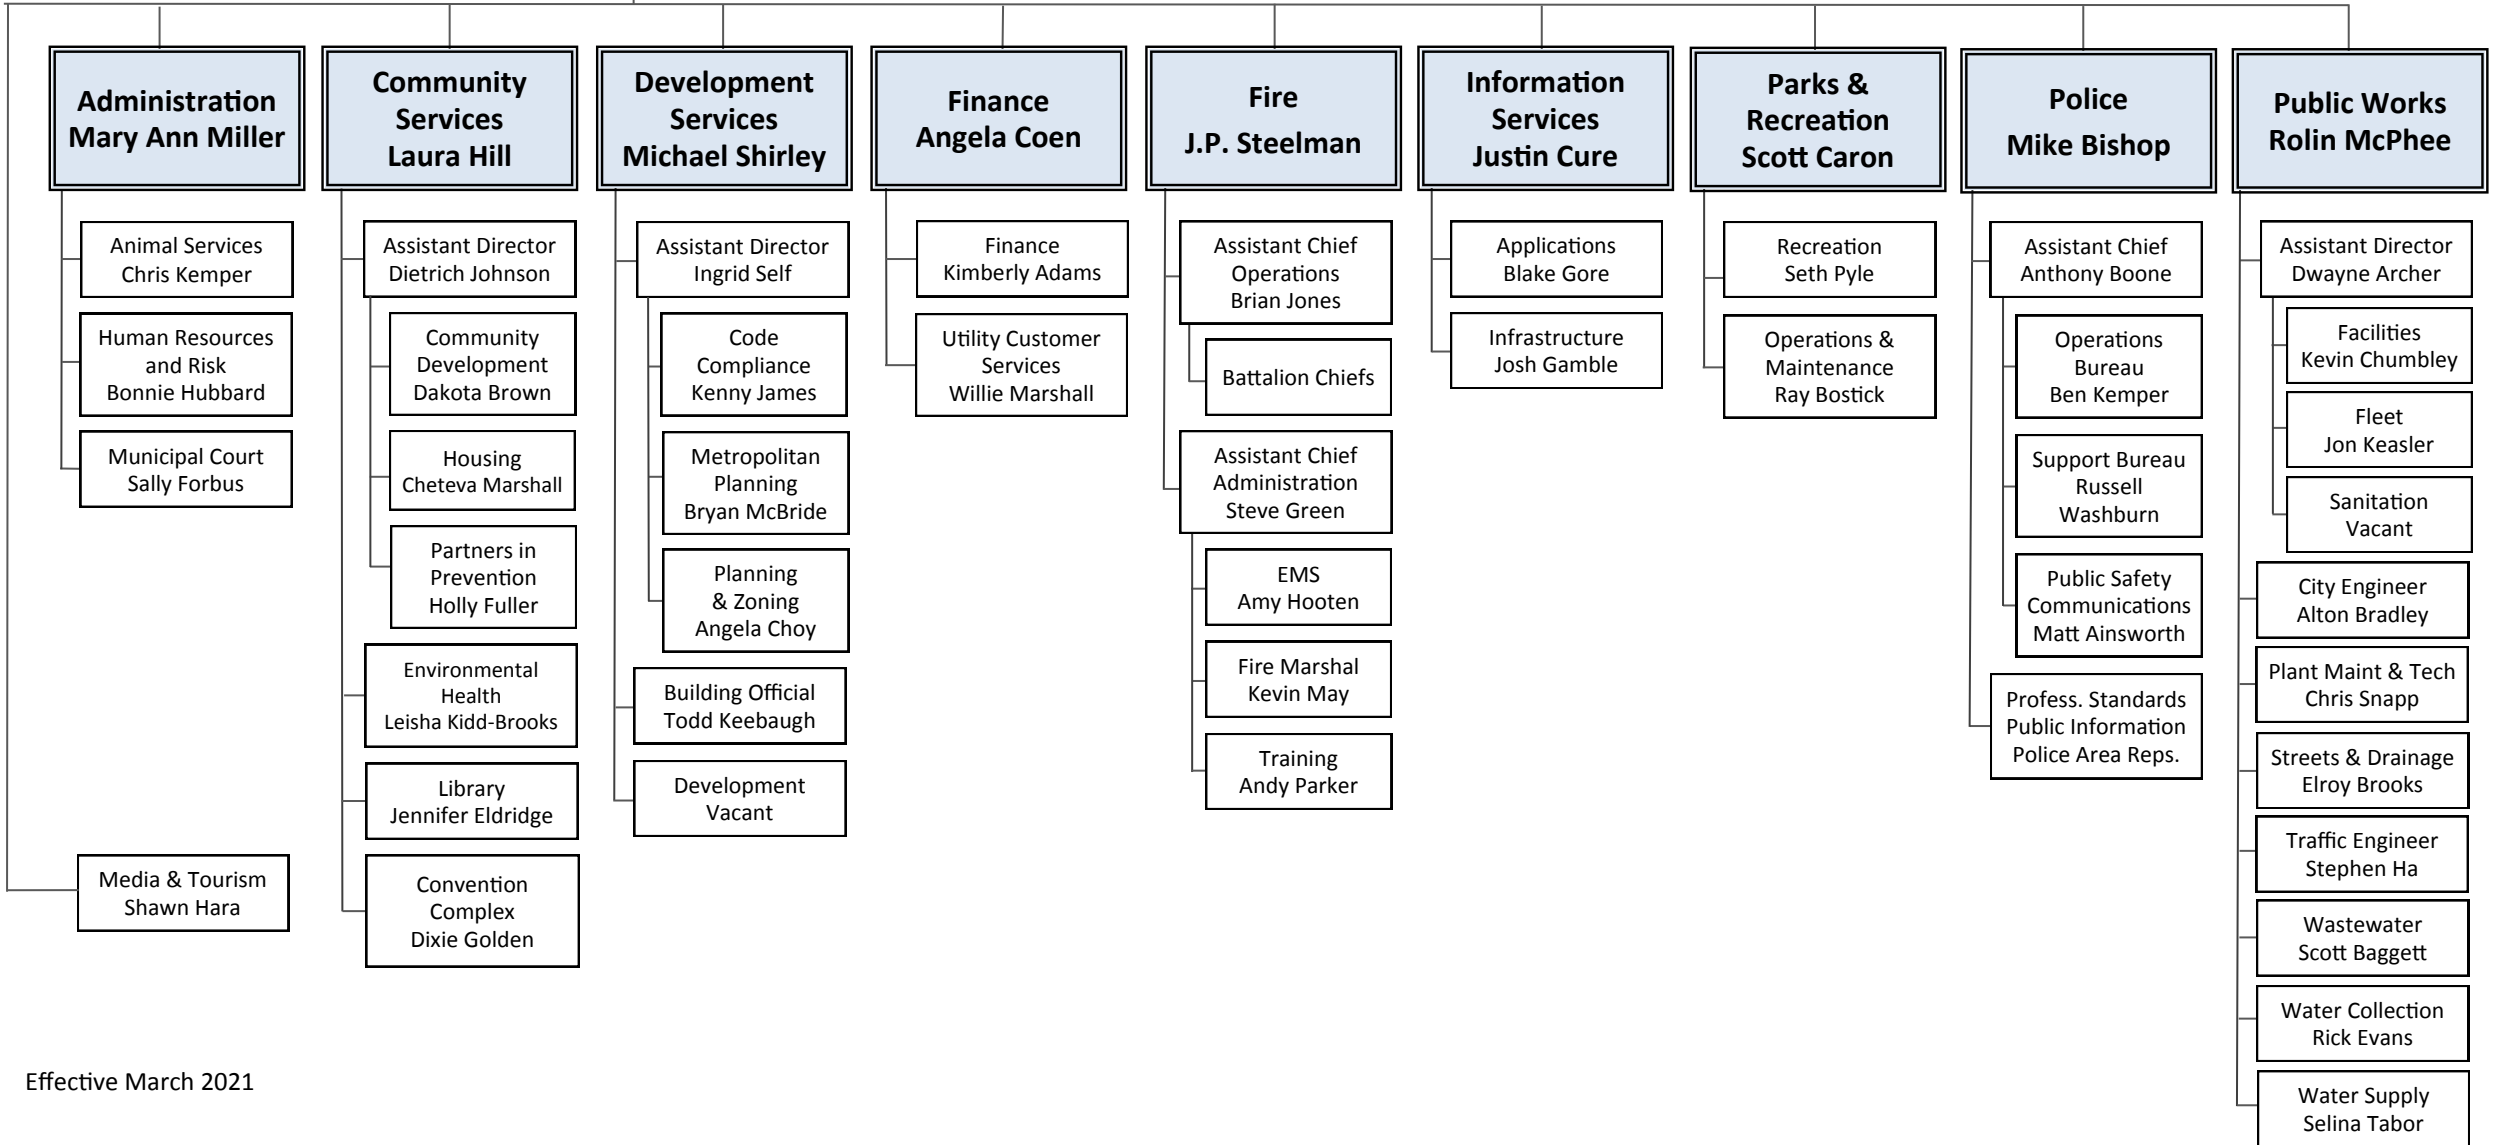 Administration
Mary Ann Miller
Animal Services
Chris Kemper
Human Resources
and Risk
Bonnie Hubbard
Municipal Court
Sally Forbus
Media & Tourism
Shawn Hara
Community
Services
Laura Hill
Assistant Director
Dietrich Johnson
Community
Development
Dakota Brown
Housing
Cheteva Marshall
Partners in
Prevention
Holly Fuller
Environmental
Health
Leisha Kidd-Brooks
Library
Jennifer Eldridge
Convention
Complex
Dixie Golden
Development
Services
Michael Shirley
Assistant Director
Ingrid Self
Code
Compliance
Kenny James
Metropolitan
Planning
Bryan McBride
Planning
& Zoning
Angela Choy
Building Official
Todd Keebaugh
Development
Vacant
Finance
Angela Coen
Finance
Kimberly Adams
Utility Customer
Services
Willie Marshall
Fire
J.P. Steelman
Assistant Chief
Operations
Brian Jones
Battalion Chiefs
Assistant Chief
Administration
Steve Green
EMS
Amy Hooten
Fire Marshal
Kevin May
Training
Andy Parker
Information
Services
Justin Cure
Applications
Blake Gore
Infrastructure
Josh Gamble
Parks &
Recreation
Scott Caron
Recreation
Seth Pyle
Operations &
Maintenance
Ray Bostick
Police
Mike Bishop
Assistant Chief
Anthony Boone
Operations
Bureau
Ben Kemper
Support Bureau
Russell
Washburn
Public Safety
Communications
Matt Ainsworth
Profess. Standards
Public Information
Police Area Reps.
Public Works
Rolin McPhee
Assistant Director
Dwayne Archer
Facilities
Kevin Chumbley
Fleet
Jon Keasler
Sanitation
Vacant
City Engineer
Alton Bradley
Plant Maint & Tech
Chris Snapp
Streets & Drainage
Elroy Brooks
Traffic Engineer
Stephen Ha
Wastewater
Scott Baggett
Water Collection
Rick Evans
Water Supply
Selina Tabor
Effective March 2021